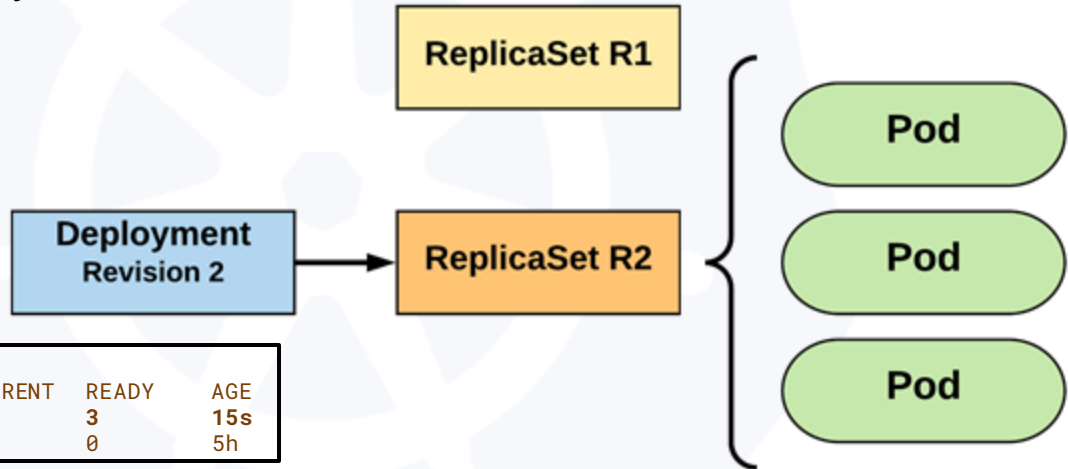 ReplicaSet R1
Pod
Deployment
Revision 2
ReplicaSet R2
Pod
RENT READY AGE
3 15s
0 5h
Pod